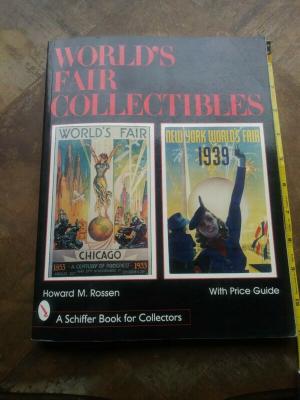 WORLD'S
FAIR
COLLECTIBLES
WORLD'S FAIR
CHICAGO
1833 A CENTURY OF PROGRESS 1933
NEW YORK WORLD'S FAIR
1939
Howard M. Rossen
With Price Guide
A Schiffer Book for Collectors